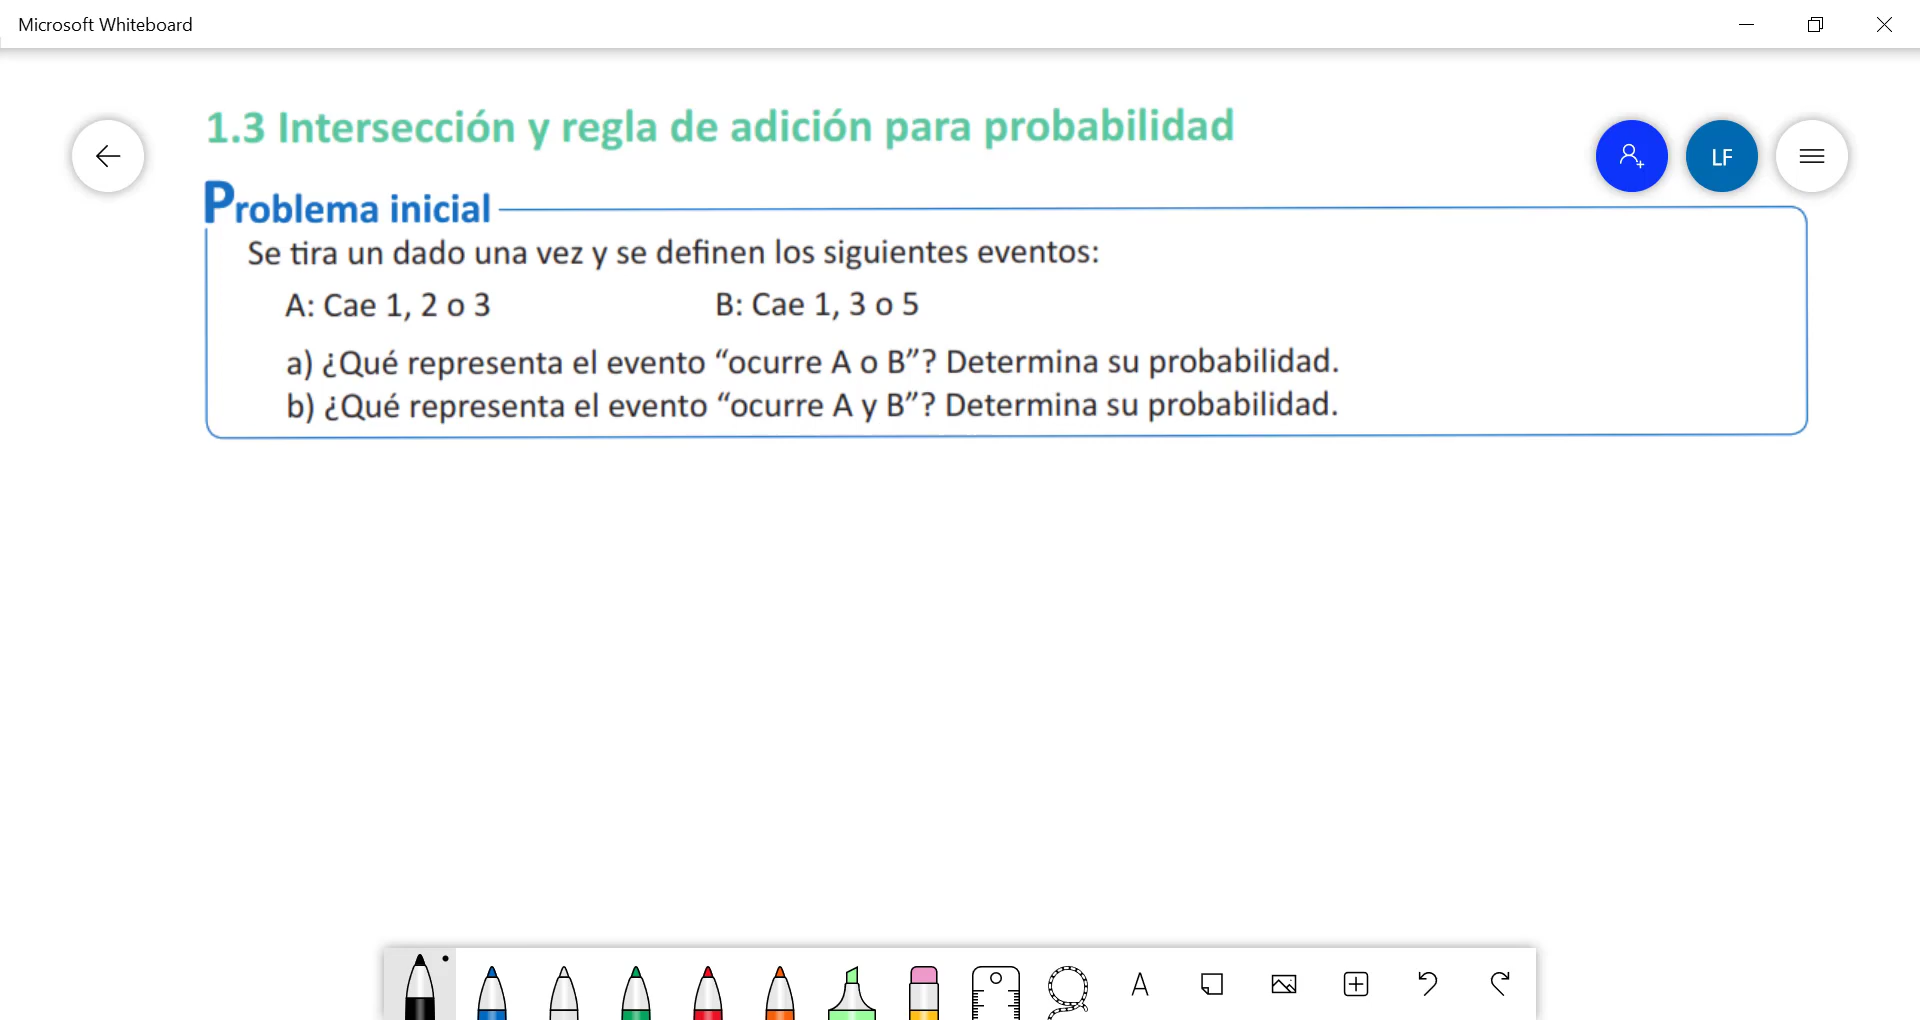 Microsoft Whiteboard
1.3 Intersección y regla de adición para probabilidad
LF
Problema inicial
Se tira un dado una vez y se definen los siguientes eventos:
A: Cae 1, 2 o 3 B: Cae 1, 3 o 5
a) ¿Qué representa el evento “ocurre A o B”? Determina su probabilidad.
b) ¿Qué representa el evento “ocurre A y B”? Determina su probabilidad.